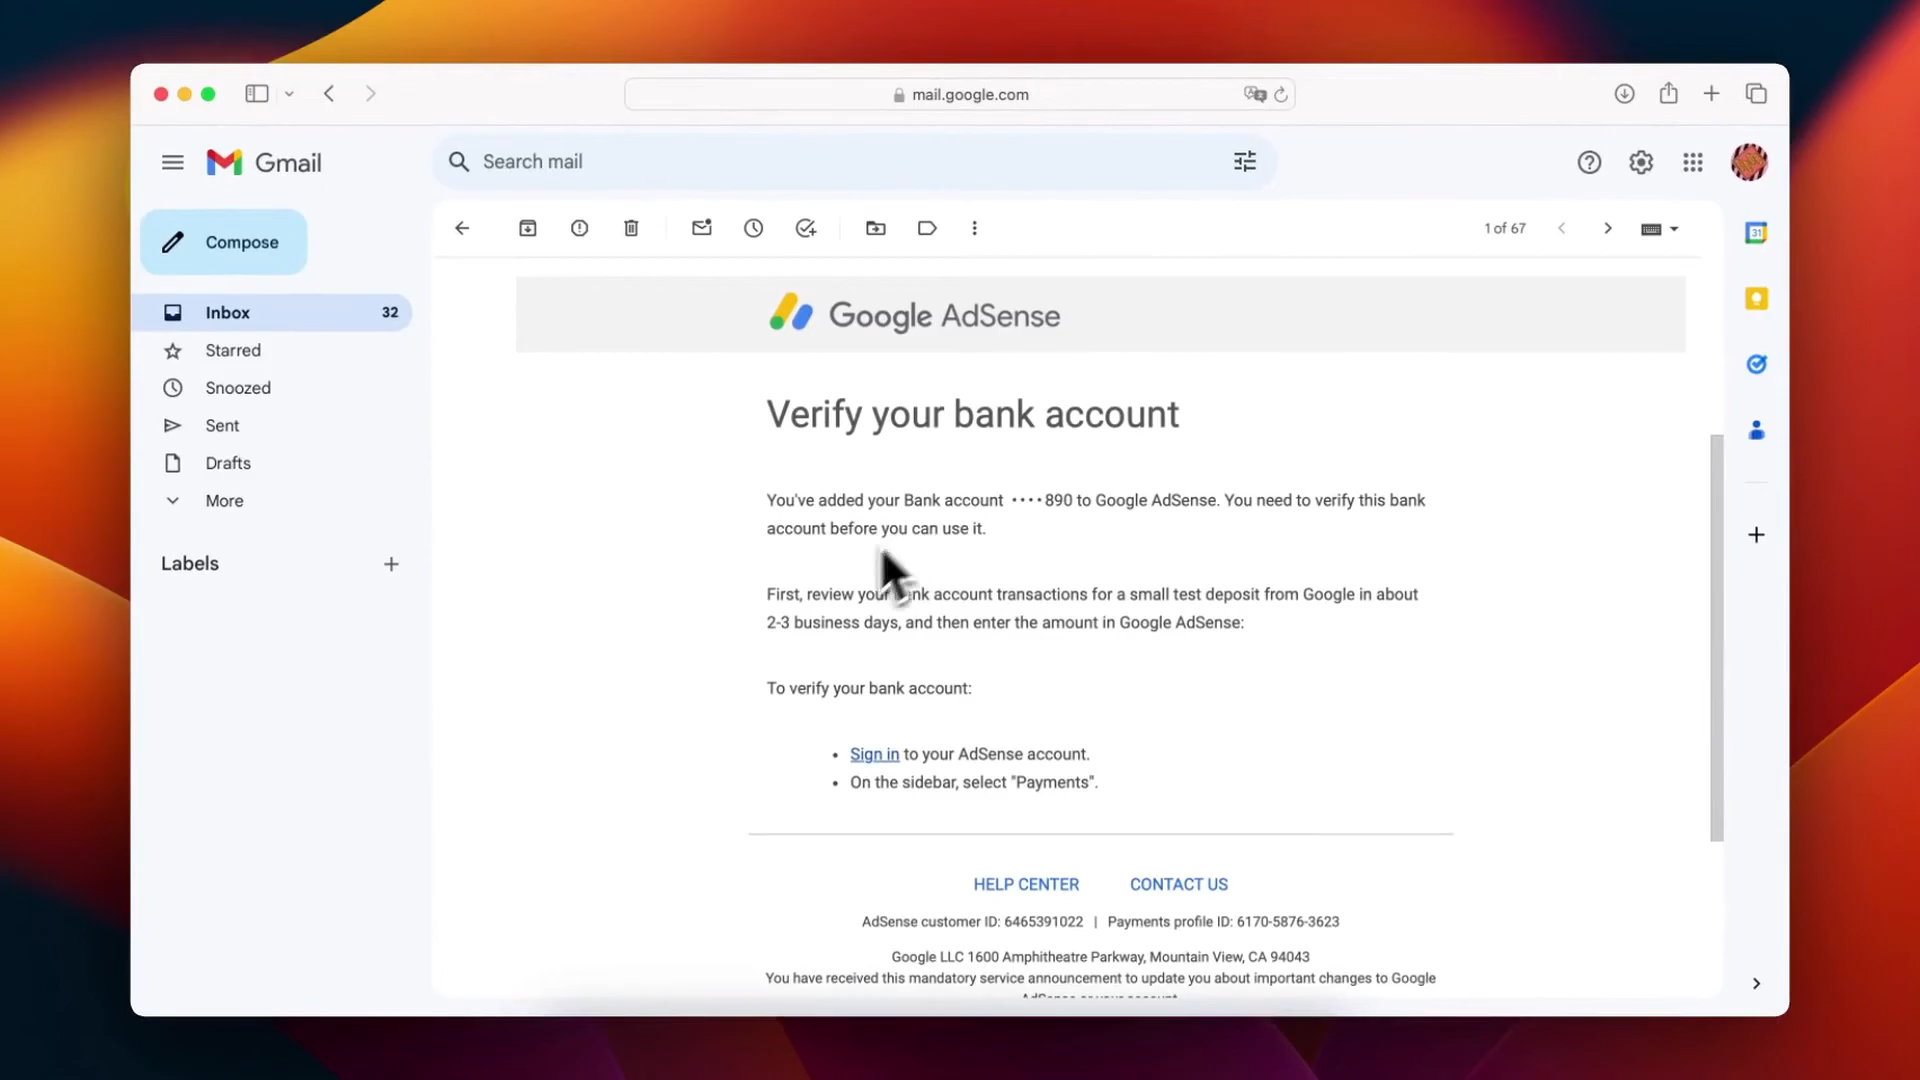 mail.google.com
Gmail
Search mail
Compose
1 of 67
31
Inbox 32
Starred
Snoozed
Sent
Drafts
More
Labels
Google AdSense
Verify your bank account
You've added your Bank account ····890 to Google AdSense. You need to verify this bank
account before you can use it.
First, review your bank account transactions for a small test deposit from Google in about
2-3 business days, and then enter the amount in Google AdSense:
To verify your bank account:
• Sign in to your AdSense account.
• On the sidebar, select "Payments".
HELP CENTER CONTACT US
AdSense customer ID: 6465391022 | Payments profile ID: 6170-5876-3623
Google LLC 1600 Amphitheatre Parkway, Mountain View, CA 94043
You have received this mandatory service announcement to update you about important changes to Google
AdSense or your account.